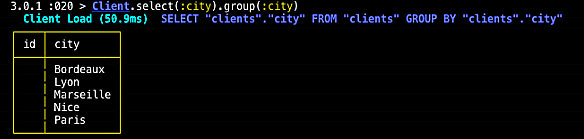 3.0.1 :020 > Client.select(:city).group(:city)
Client Load (50.9ms)  SELECT "clients"."city" FROM "clients" GROUP BY "clients"."city"
id city
Bordeaux
Lyon
Marseille
Nice
Paris